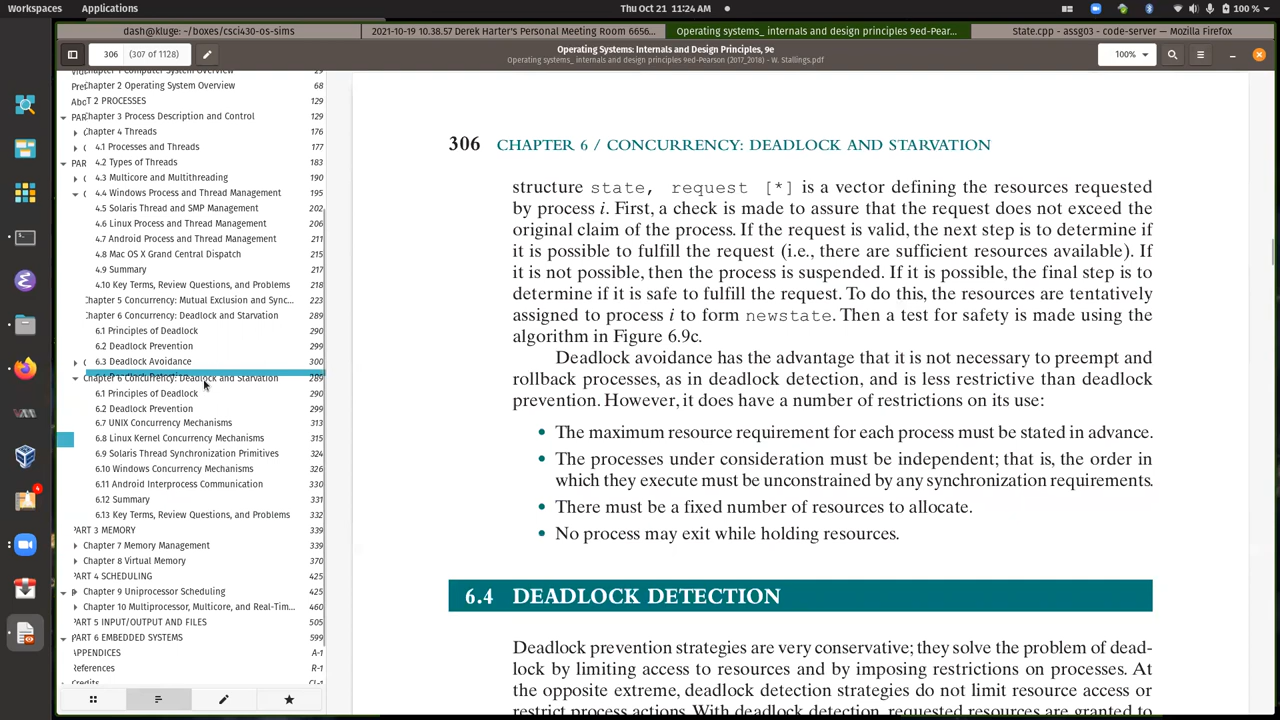 Workspaces Applications Thu Oct 21 11:24 AM 100 %
dash@kluge: ~/boxes/csci430-os-sims 2021-10-19 10.38.57 Derek Harter's Personal Meeting Room 6656... Operating systems_ internals and design principles 9ed-Pear... State.cpp - assg03 - code-server — Mozilla Firefox
306 (307 of 1128) Operating Systems: Internals and Design Principles, 9e 100%
Operating systems_ internals and design principles 9ed-Pearson (2017_2018) - W. Stallings.pdf
Chapter 1 Computer System Overview 29
Chapter 2 Operating System Overview 68
T 2 PROCESSES 129
Chapter 3 Process Description and Control 129
Chapter 4 Threads 176
4.1 Processes and Threads 177
PAR 4.2 Types of Threads 183
4.3 Multicore and Multithreading 190
4.4 Windows Process and Thread Management 195
4.5 Solaris Thread and SMP Management 202
4.6 Linux Process and Thread Management 206
4.7 Android Process and Thread Management 211
4.8 Mac OS X Grand Central Dispatch 215
4.9 Summary 217
4.10 Key Terms, Review Questions, and Problems 218
Chapter 5 Concurrency: Mutual Exclusion and Sync... 223
Chapter 6 Concurrency: Deadlock and Starvation 289
6.1 Principles of Deadlock 290
6.2 Deadlock Prevention 299
6.3 Deadlock Avoidance 300
Chapter 6 Concurrency: Deadlock and Starvation 289
6.1 Principles of Deadlock 290
6.2 Deadlock Prevention 299
6.7 UNIX Concurrency Mechanisms 313
6.8 Linux Kernel Concurrency Mechanisms 315
6.9 Solaris Thread Synchronization Primitives 324
6.10 Windows Concurrency Mechanisms 326
6.11 Android Interprocess Communication 330
6.12 Summary 331
6.13 Key Terms, Review Questions, and Problems 332
PART 3 MEMORY 339
Chapter 7 Memory Management 339
Chapter 8 Virtual Memory 370
PART 4 SCHEDULING 425
Chapter 9 Uniprocessor Scheduling 425
Chapter 10 Multiprocessor, Multicore, and Real-Tim... 460
PART 5 INPUT/OUTPUT AND FILES 505
PART 6 EMBEDDED SYSTEMS 599
APPENDICES A-1
References R-1
Credits CL-1
306 CHAPTER 6 / CONCURRENCY: DEADLOCK AND STARVATION
structure state, request [*] is a vector defining the resources requested
by process i. First, a check is made to assure that the request does not exceed the
original claim of the process. If the request is valid, the next step is to determine if
it is possible to fulfill the request (i.e., there are sufficient resources available). If
it is not possible, then the process is suspended. If it is possible, the final step is to
determine if it is safe to fulfill the request. To do this, the resources are tentatively
assigned to process i to form newstate. Then a test for safety is made using the
algorithm in Figure 6.9c.
Deadlock avoidance has the advantage that it is not necessary to preempt and
rollback processes, as in deadlock detection, and is less restrictive than deadlock
prevention. However, it does have a number of restrictions on its use:
• The maximum resource requirement for each process must be stated in advance.
• The processes under consideration must be independent; that is, the order in
which they execute must be unconstrained by any synchronization requirements.
• There must be a fixed number of resources to allocate.
• No process may exit while holding resources.
6.4 DEADLOCK DETECTION
Deadlock prevention strategies are very conservative; they solve the problem of dead-
lock by limiting access to resources and by imposing restrictions on processes. At
the opposite extreme, deadlock detection strategies do not limit resource access or
restrict process actions. With deadlock detection, requested resources are granted to